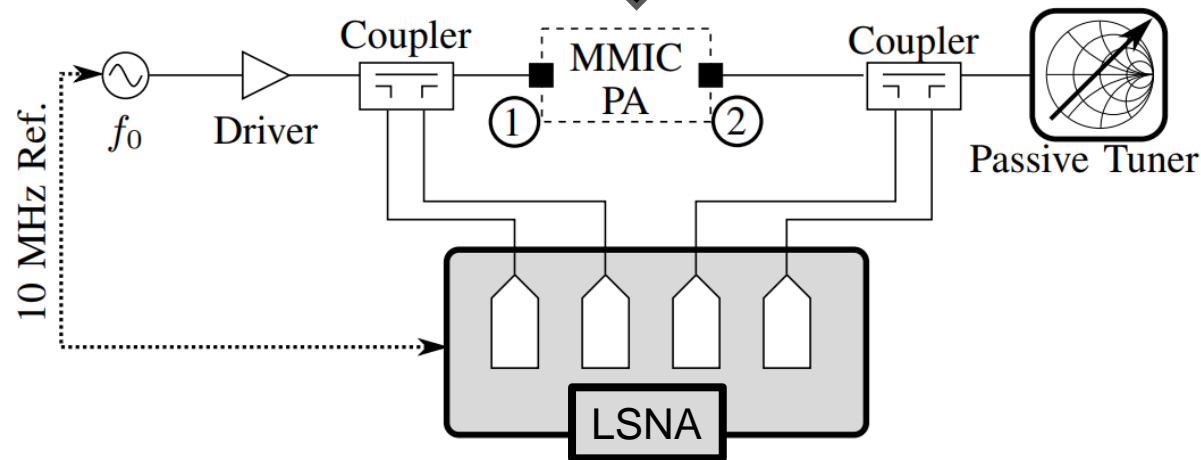 Coupler
MMIC
PA
Coupler
f₀
Driver
1
2
Passive Tuner
10 MHz Ref.
LSNA